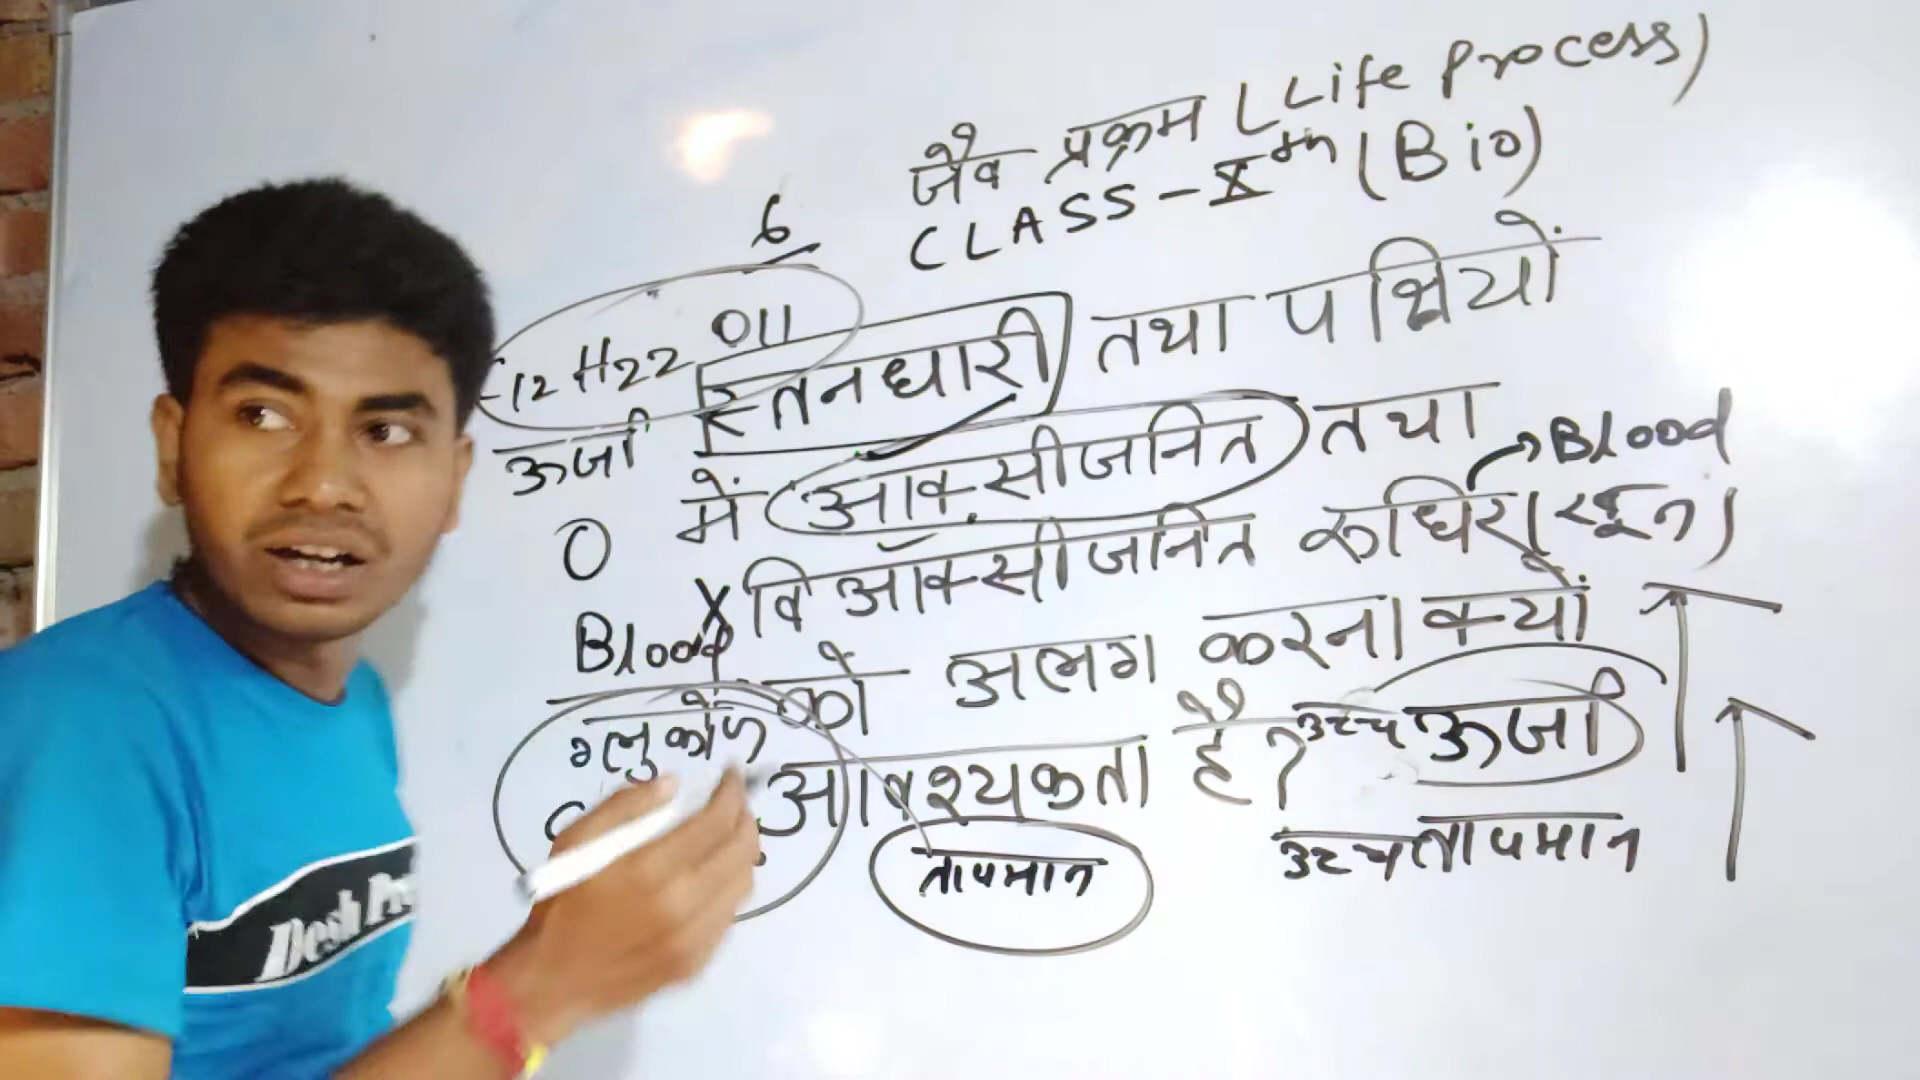 जैव प्रक्रम (Life Process)
CLASS - Xth (Bio)
6
C12 H22 O11
ऊर्जा
O
Blood
ग्लुकोज
स्तनधारी तथा पक्षियों
में ऑक्सीजनित तथा
विऑक्सीजनित रुधिर (खून)
Blood
को अलग करना क्यों
आवश्यकता है?
उच्च ऊर्जा
तापमान
उच्च तापमान
Desh